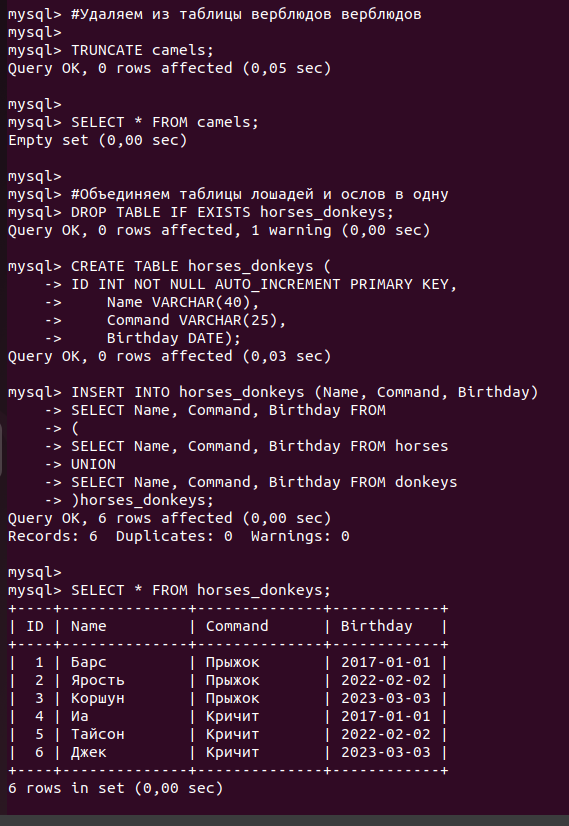 mysql> #Удаляем из таблицы верблюдов верблюдов
mysql>
mysql> TRUNCATE camels;
Query OK, 0 rows affected (0,05 sec)
mysql>
mysql> SELECT * FROM camels;
Empty set (0,00 sec)
mysql>
mysql> #Объединяем таблицы лошадей и ослов в одну
mysql> DROP TABLE IF EXISTS horses_donkeys;
Query OK, 0 rows affected, 1 warning (0,00 sec)
mysql> CREATE TABLE horses_donkeys (
    -> ID INT NOT NULL AUTO_INCREMENT PRIMARY KEY,
    ->     Name VARCHAR(40),
    ->     Command VARCHAR(25),
    ->     Birthday DATE);
Query OK, 0 rows affected (0,03 sec)
mysql> INSERT INTO horses_donkeys (Name, Command, Birthday)
    -> SELECT Name, Command, Birthday FROM
    -> (
    -> SELECT Name, Command, Birthday FROM horses
    -> UNION
    -> SELECT Name, Command, Birthday FROM donkeys
    -> )horses_donkeys;
Query OK, 6 rows affected (0,00 sec)
Records: 6  Duplicates: 0  Warnings: 0
mysql>
mysql> SELECT * FROM horses_donkeys;
+----+--------------+--------------+------------+
| ID | Name         | Command      | Birthday   |
+----+--------------+--------------+------------+
|  1 | Барс         | Прыжок       | 2017-01-01 |
|  2 | Ярость       | Прыжок       | 2022-02-02 |
|  3 | Коршун       | Прыжок       | 2023-03-03 |
|  4 | Иа           | Кричит       | 2017-01-01 |
|  5 | Тайсон       | Кричит       | 2022-02-02 |
|  6 | Джек         | Кричит       | 2023-03-03 |
+----+--------------+--------------+------------+
6 rows in set (0,00 sec)